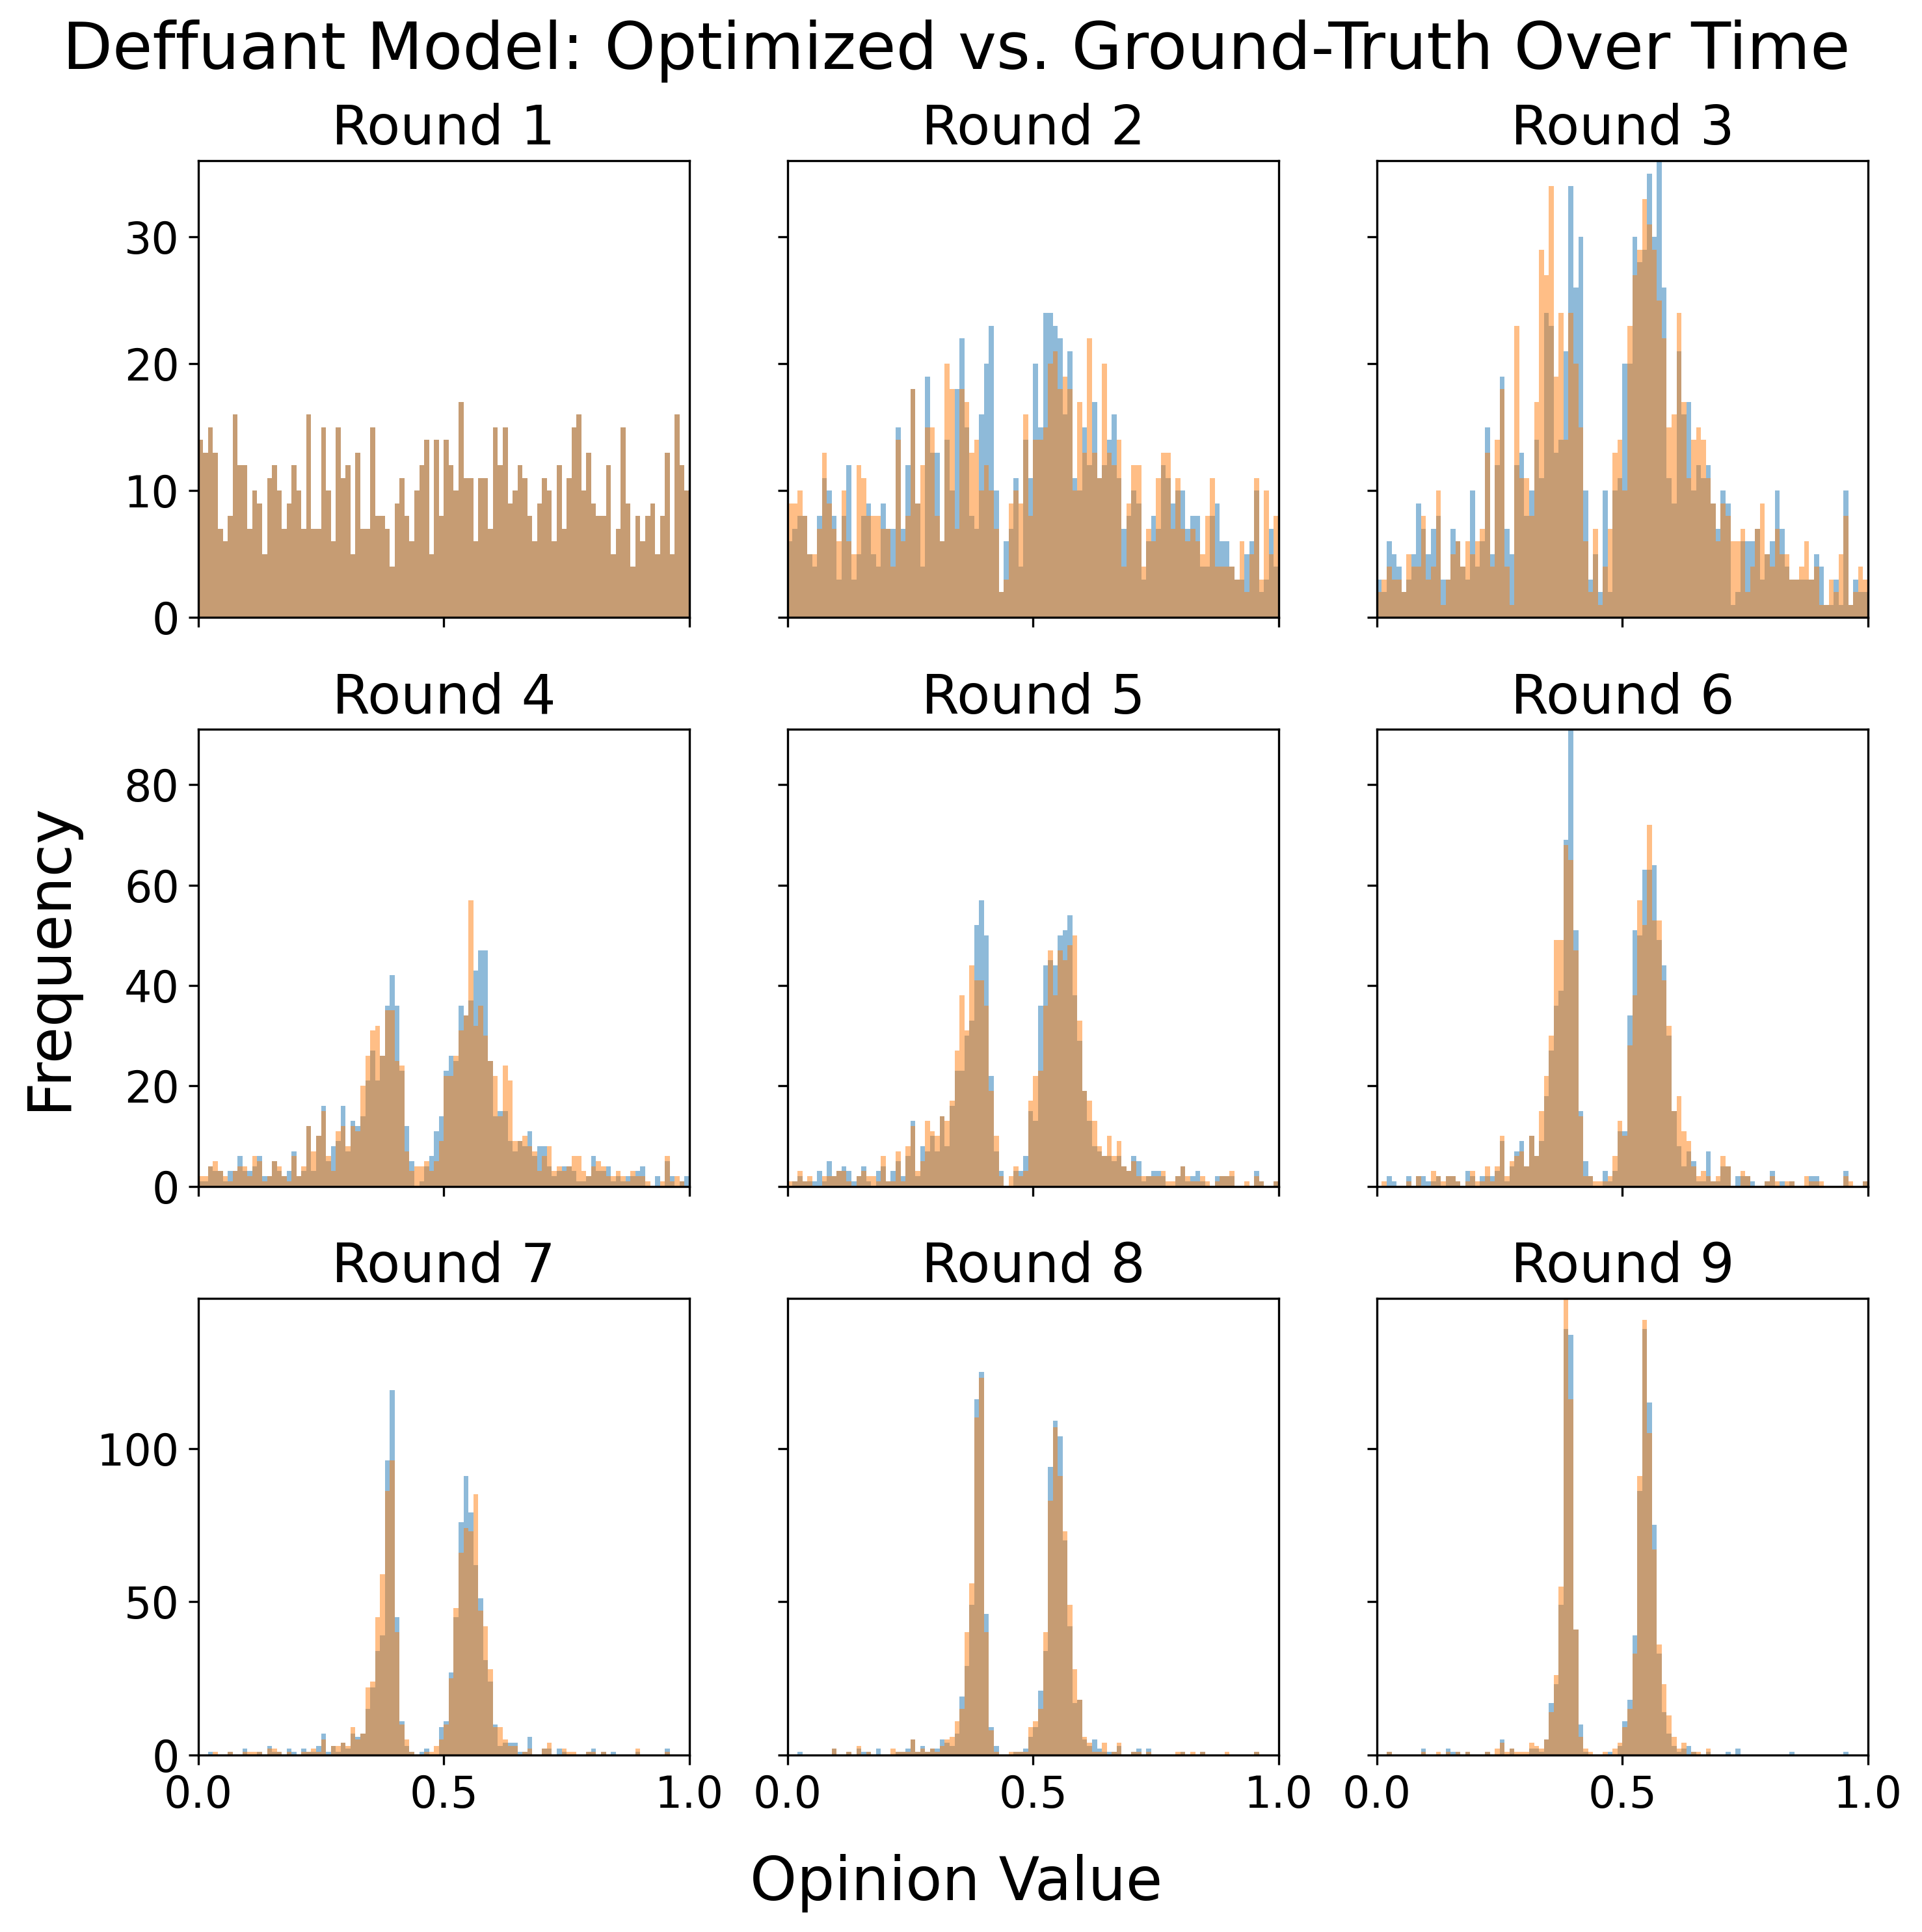 Deffuant Model: Optimized vs. Ground-Truth Over Time
Round 1
Round 2
Round 3
30
20
10
0
Round 4
Round 5
Round 6
Frequency
80
60
40
20
0
Round 7
Round 8
Round 9
100
50
0
0.0 0.5 1.0 0.0 0.5 1.0 0.0 0.5 1.0
Opinion Value